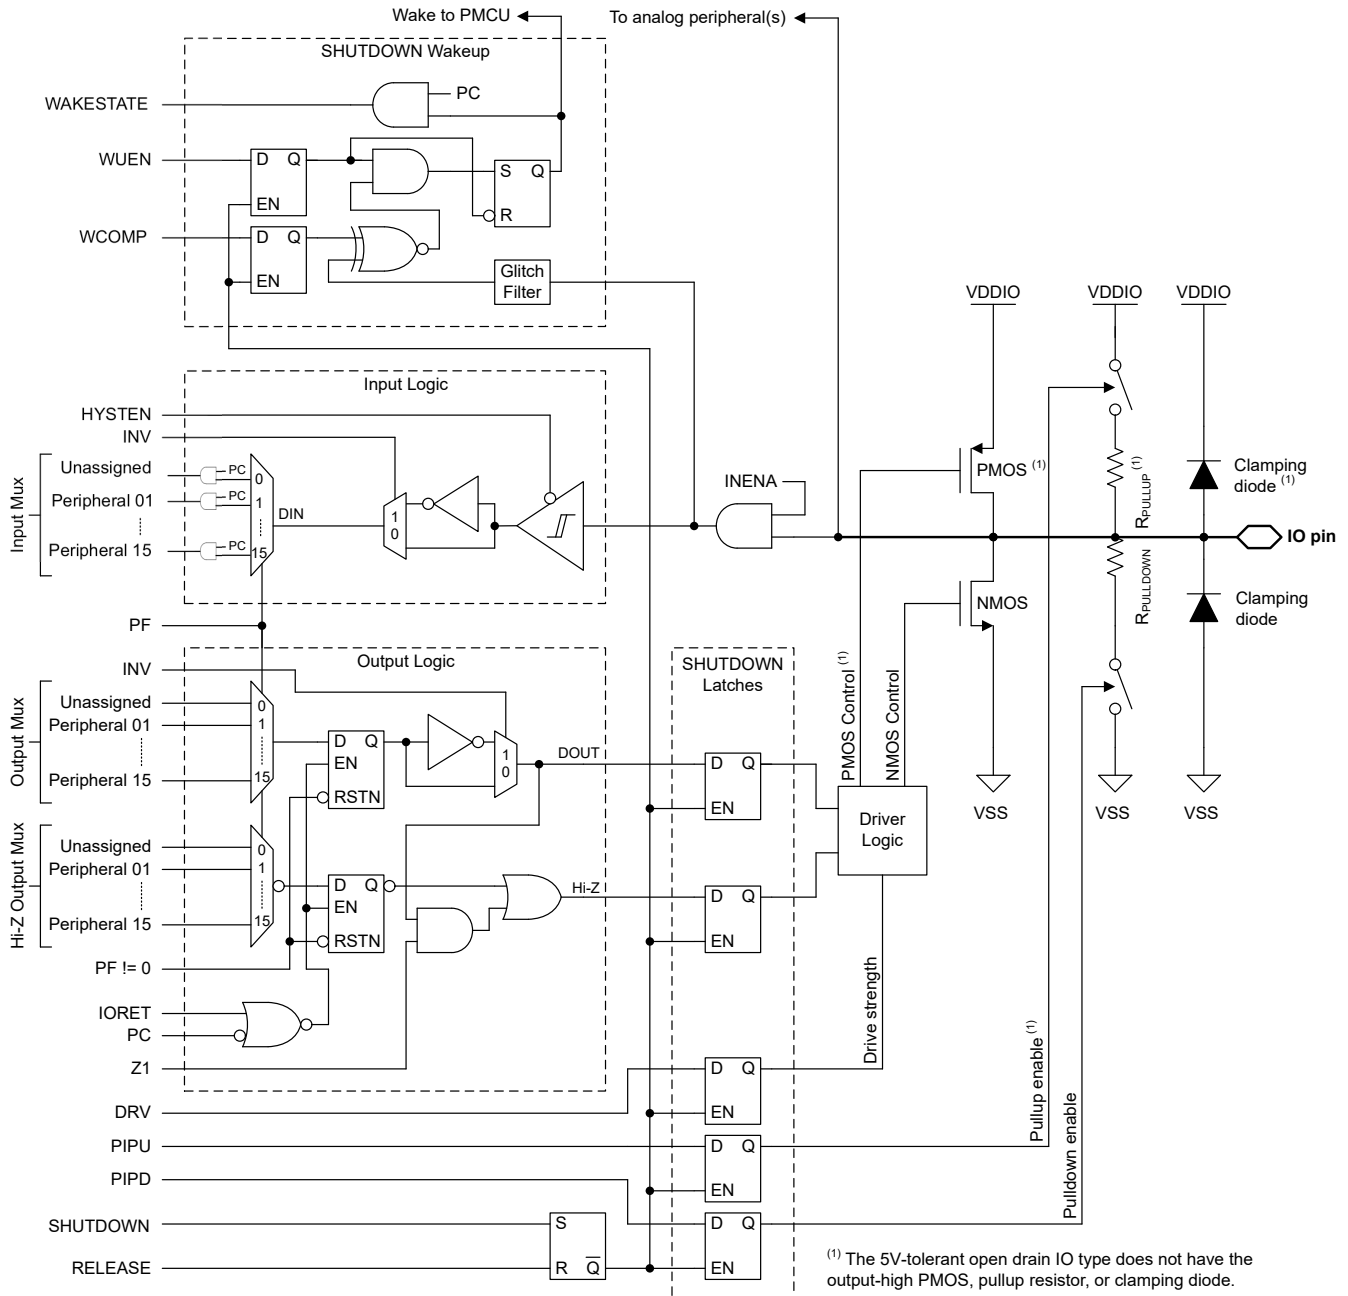 Wake to PMCU
To analog peripheral(s)
SHUTDOWN Wakeup
WAKESTATE
PC
WUEN
D Q
EN
S Q
R
WCOMP
D Q
EN
Glitch
Filter
VDDIO
VDDIO
VDDIO
Input Logic
HYSTEN
INV
Input Mux
Unassigned
PC
0
Peripheral 01
PC
1
Peripheral 15
PC
15
DIN
1
0
INENA
PMOS (1)
RPULLUP (1)
Clamping
diode (1)
IO pin
RPULLDOWN
NMOS
Clamping
diode
PF
Output Logic
INV
Output Mux
Unassigned
0
Peripheral 01
1
Peripheral 15
15
D Q
EN
RSTN
1
0
DOUT
SHUTDOWN
Latches
D Q
EN
PMOS Control (1)
NMOS Control
Driver
Logic
VSS
VSS
VSS
Hi-Z Output Mux
Unassigned
0
Peripheral 01
1
Peripheral 15
15
D Q
EN
RSTN
Hi-Z
D Q
EN
PF != 0
IORET
PC
Z1
Drive strength
DRV
D Q
EN
PIPU
D Q
EN
Pullup enable (1)
PIPD
D Q
EN
Pulldown enable
SHUTDOWN
S
RELEASE
R Q̅
(1) The 5V-tolerant open drain IO type does not have the
output-high PMOS, pullup resistor, or clamping diode.